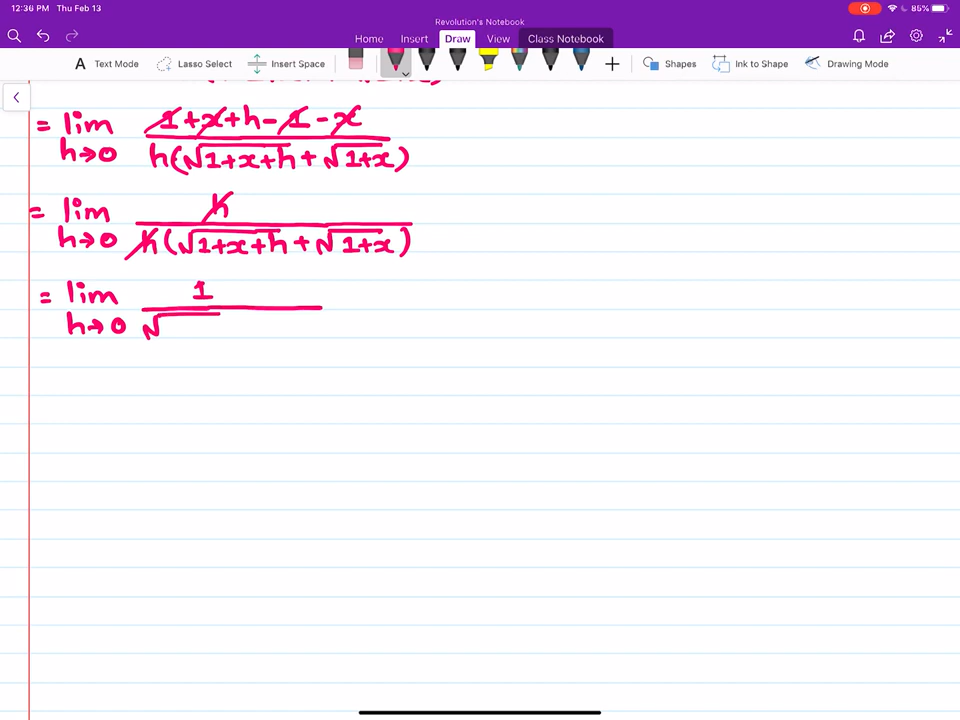 12:36 PM Thu Feb 13
85%
Revolution's Notebook
Home Insert Draw View Class Notebook
A Text Mode Lasso Select Insert Space + Shapes Ink to Shape Drawing Mode
= lim 1+x+h-1-x
h→0 h(√1+x+h + √1+x)
= lim h
h→0 h(√1+x+h + √1+x)
= lim 1
h→0 √